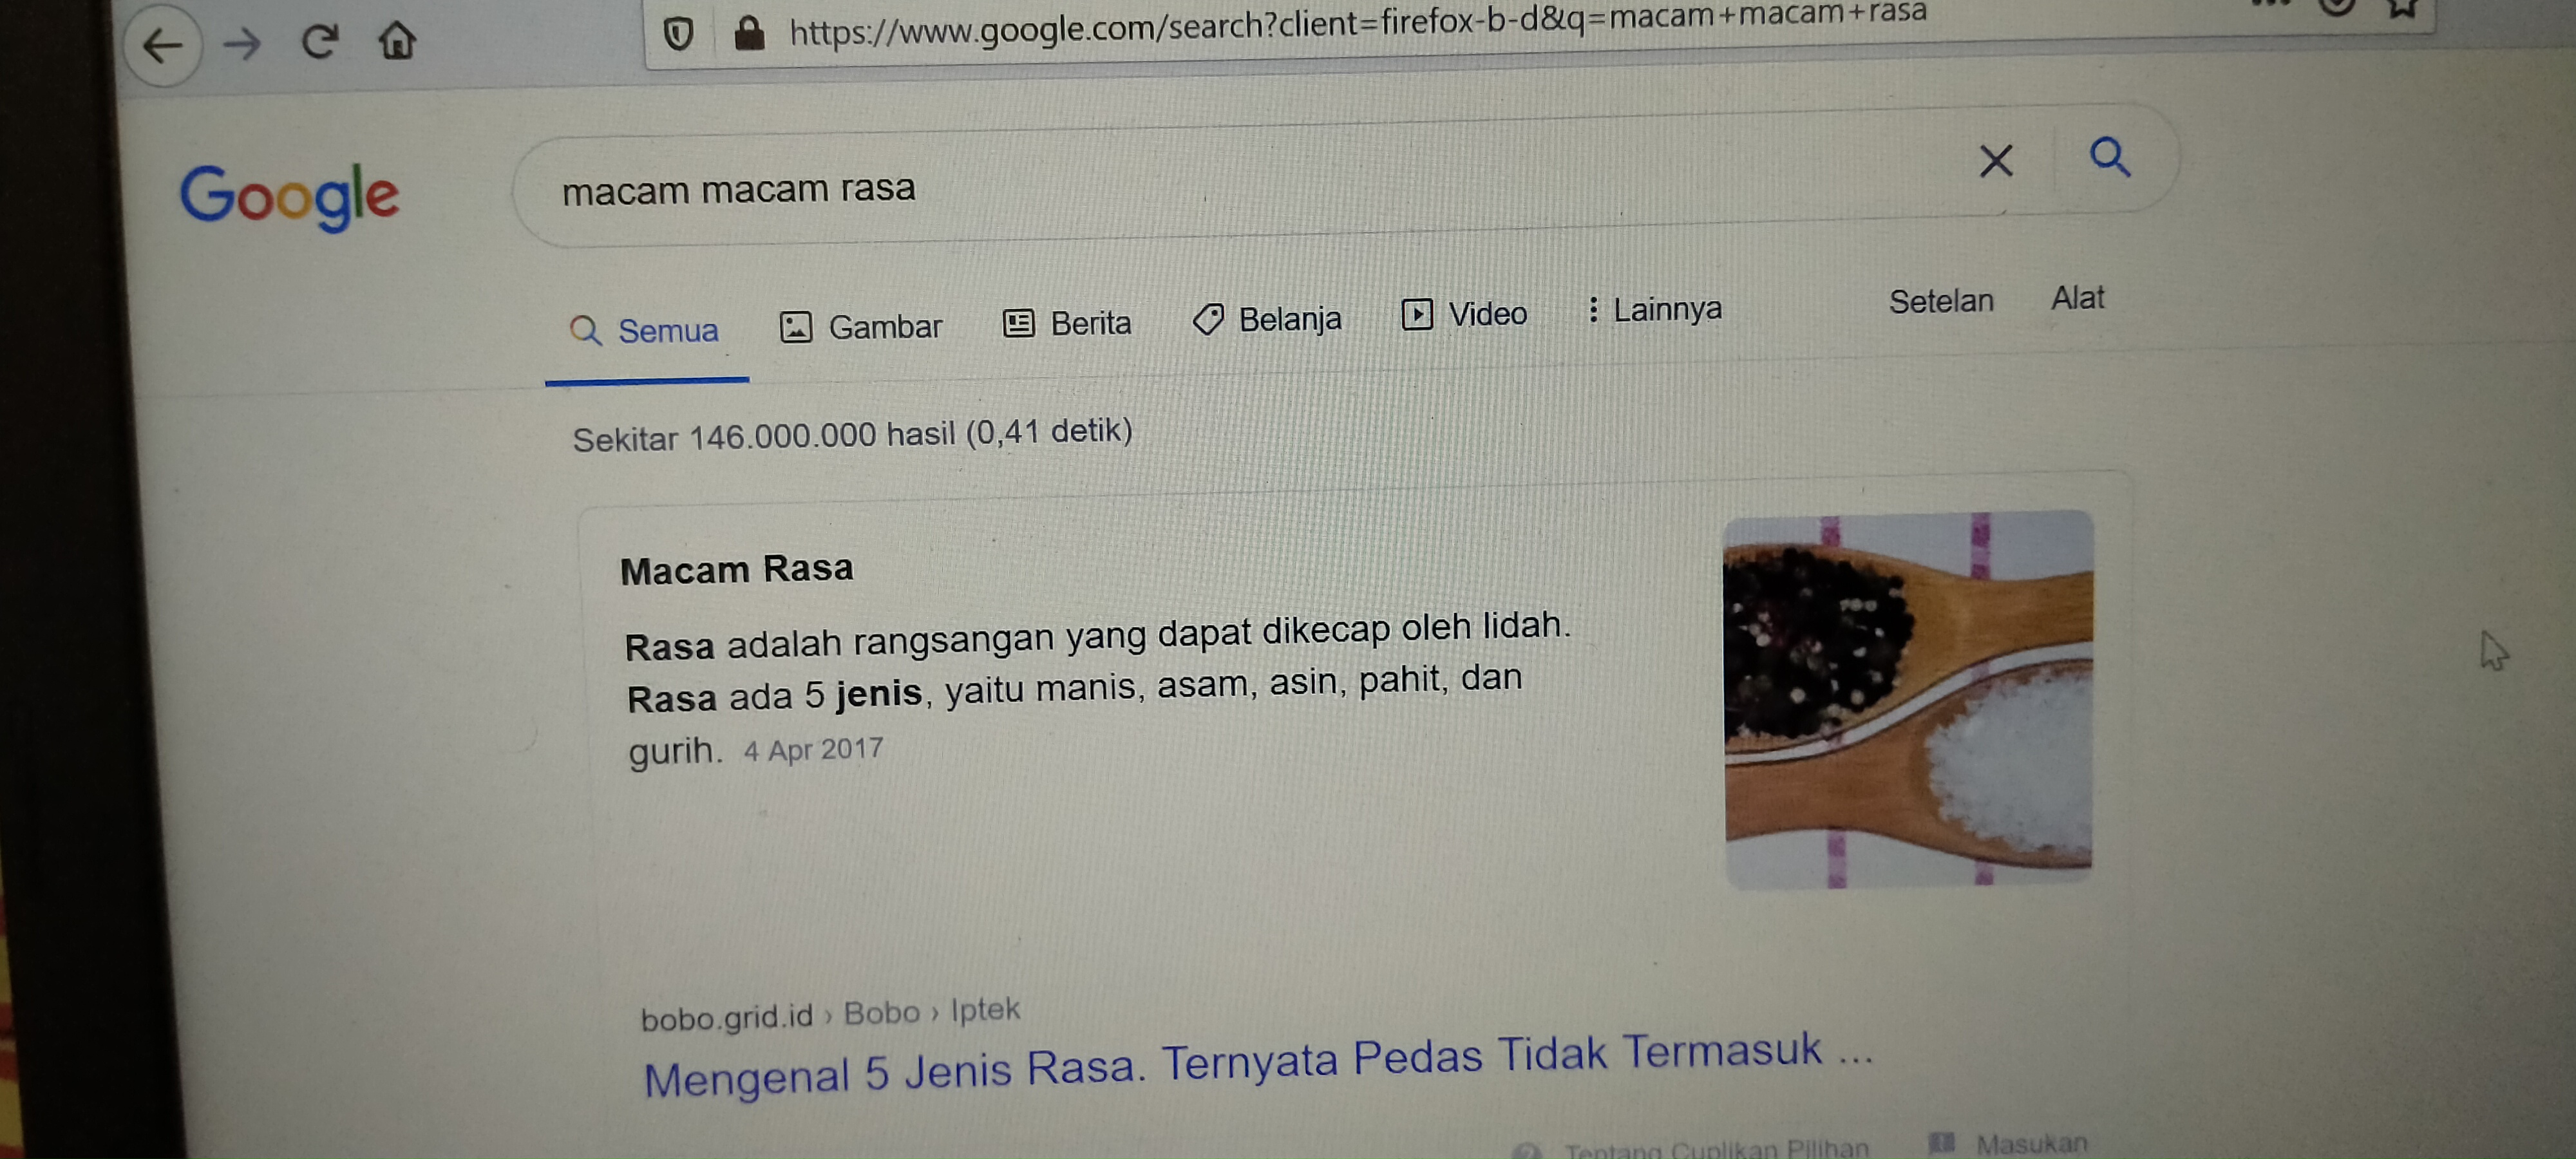 https://www.google.com/search?client=firefox-b-d&q=macam+macam+rasa
Google
macam macam rasa
Semua Gambar Berita Belanja Video Lainnya Setelan Alat
Sekitar 146.000.000 hasil (0,41 detik)
Macam Rasa
Rasa adalah rangsangan yang dapat dikecap oleh lidah.
Rasa ada 5 jenis, yaitu manis, asam, asin, pahit, dan
gurih. 4 Apr 2017
bobo.grid.id › Bobo › Iptek
Mengenal 5 Jenis Rasa. Ternyata Pedas Tidak Termasuk ...
Tentang Cuplikan Pilihan Masukan